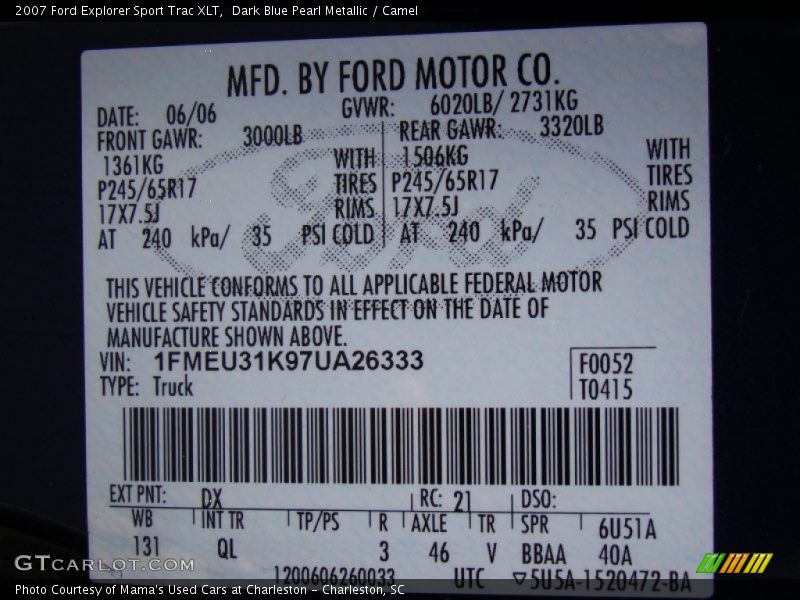 2007 Ford Explorer Sport Trac XLT,  Dark Blue Pearl Metallic / Camel
MFD. BY FORD MOTOR CO.
DATE: 06/06 GVWR: 6020LB/ 2731KG
FRONT GAWR: 3000LB REAR GAWR: 3320LB
1361KG WITH 1506KG WITH
P245/65R17 TIRES P245/65R17 TIRES
17X7.5J RIMS 17X7.5J RIMS
AT 240 kPa/ 35 PSI COLD AT 240 kPa/ 35 PSI COLD
Ford
THIS VEHICLE CONFORMS TO ALL APPLICABLE FEDERAL MOTOR
VEHICLE SAFETY STANDARDS IN EFFECT ON THE DATE OF
MANUFACTURE SHOWN ABOVE.
VIN: 1FMEU31K97UA26333 F0052
TYPE: Truck T0415
EXT PNT: DX RC: 21 DSO:
WB INT TR TP/PS R AXLE TR SPR 6U51A
131 QL 3 46 V BBAA 40A
1200606260033 UTC ▽5U5A-1520472-BA
GTCARLOT.COM
Photo Courtesy of Mama's Used Cars at Charleston - Charleston, SC